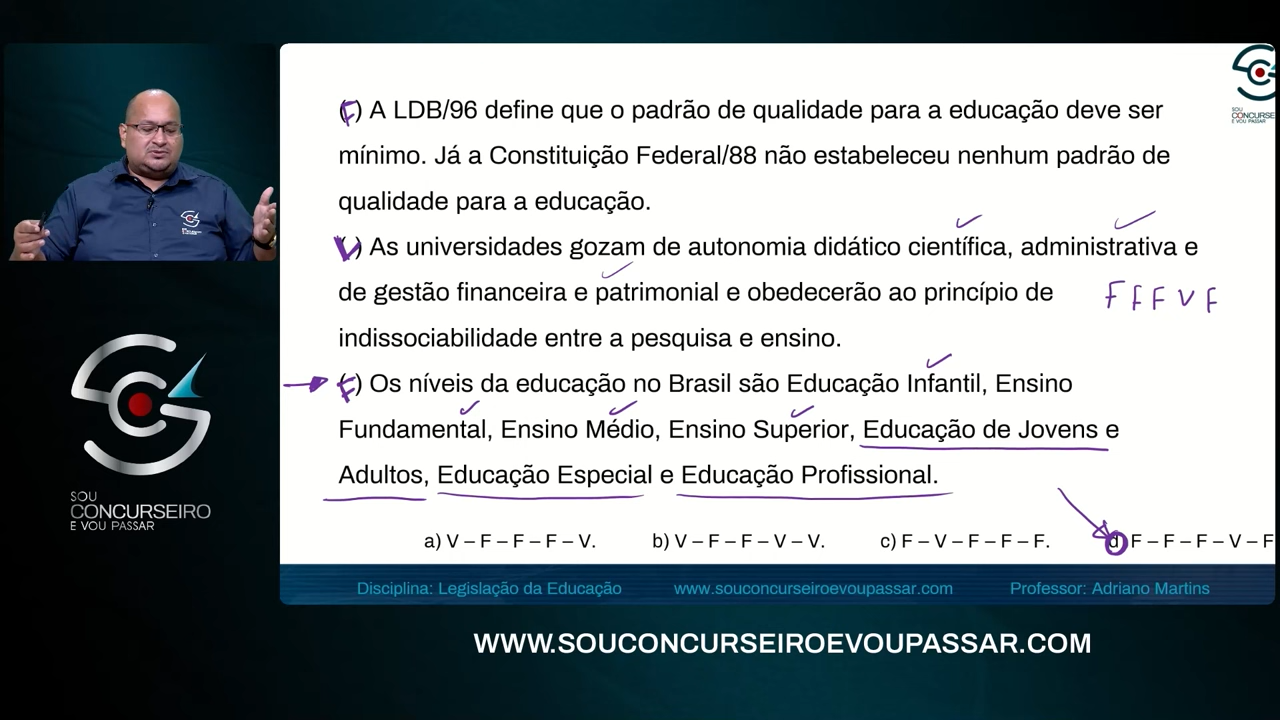 SOU
CONCURSE
E VOU PASSAR
(F) A LDB/96 define que o padrão de qualidade para a educação deve ser
mínimo. Já a Constituição Federal/88 não estabeleceu nenhum padrão de
qualidade para a educação.
(V) As universidades gozam de autonomia didático científica, administrativa e
de gestão financeira e patrimonial e obedecerão ao princípio de
indissociabilidade entre a pesquisa e ensino.
F F F V F
(F) Os níveis da educação no Brasil são Educação Infantil, Ensino
Fundamental, Ensino Médio, Ensino Superior, Educação de Jovens e
Adultos, Educação Especial e Educação Profissional.
a) V – F – F – F – V.
b) V – F – F – V – V.
c) F – V – F – F – F.
d) F – F – F – V – F
SOU
CONCURSEIRO
E VOU PASSAR
Disciplina: Legislação da Educação
www.souconcurseiroevoupassar.com
Professor: Adriano Martins
WWW.SOUCONCURSEIROEVOUPASSAR.COM